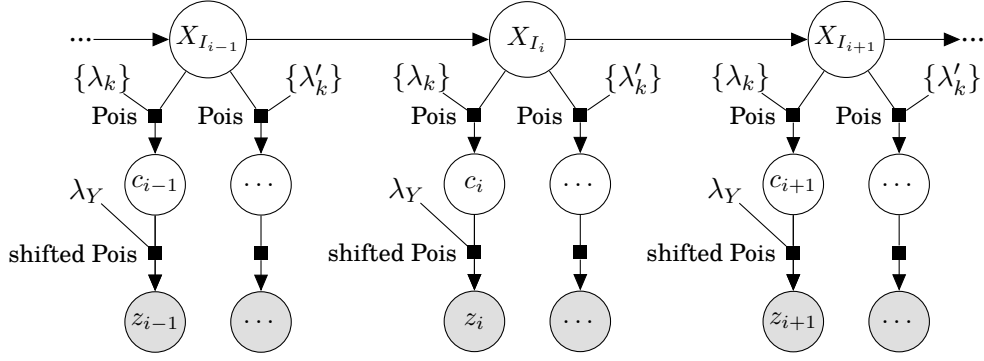 ... X_{I_{i-1}} X_{I_i} X_{I_{i+1}} ...
{λ_k} {λ′_k} {λ_k} {λ′_k} {λ_k} {λ′_k}
Pois Pois Pois Pois Pois Pois
c_{i-1} ... c_i ... c_{i+1} ...
λ_Y λ_Y λ_Y
shifted Pois shifted Pois shifted Pois
z_{i-1} ... z_i ... z_{i+1} ...